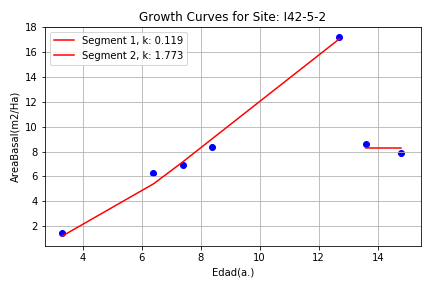 Growth Curves for Site: I42-5-2
Segment 1, k: 0.119
Segment 2, k: 1.773
AreaBasal(m2/Ha)
18
16
14
12
10
8
6
4
2
4 6 8 10 12 14
Edad(a.)